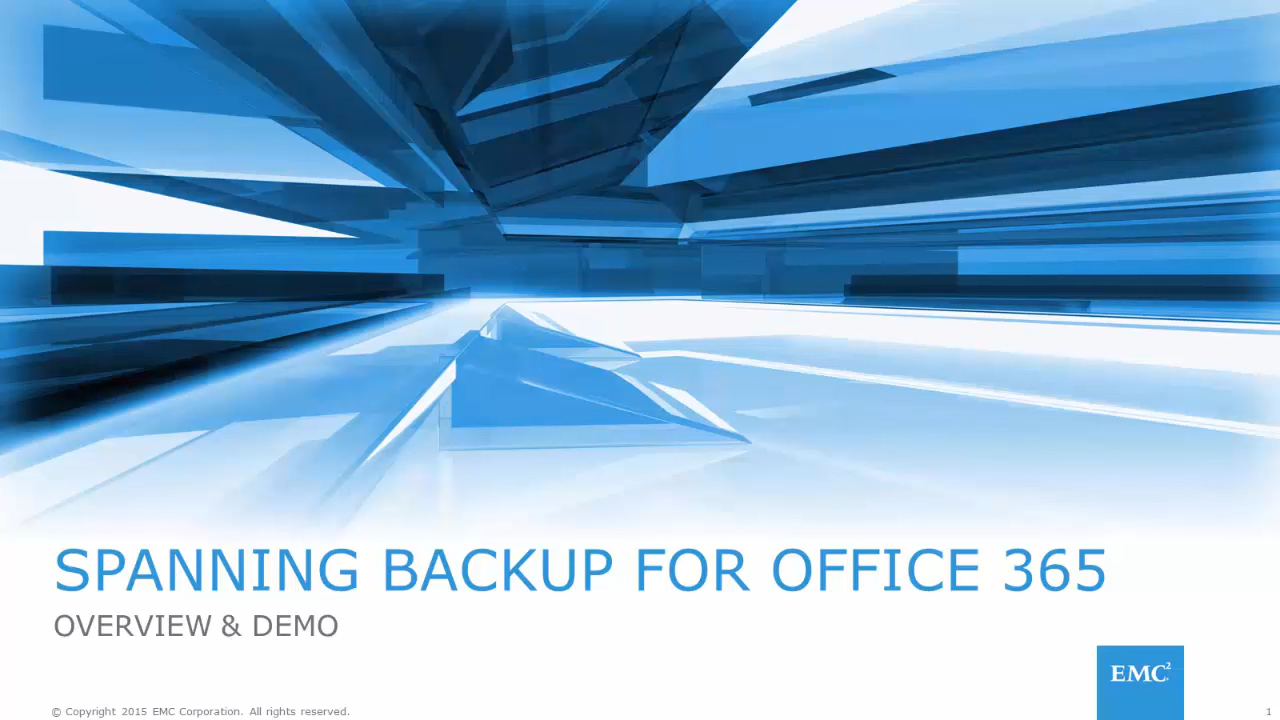 SPANNING BACKUP FOR OFFICE 365
OVERVIEW & DEMO
EMC²
© Copyright 2015 EMC Corporation. All rights reserved.
1